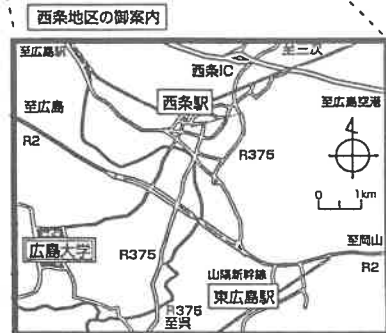 西条地区の御案内
至広島駅
至三次
西条IC
西条駅
至広島空港
至広島
R2
R375
0 1km
広島大学
R375
至岡山
R2
山陽新幹線
東広島駅
R375
至呉